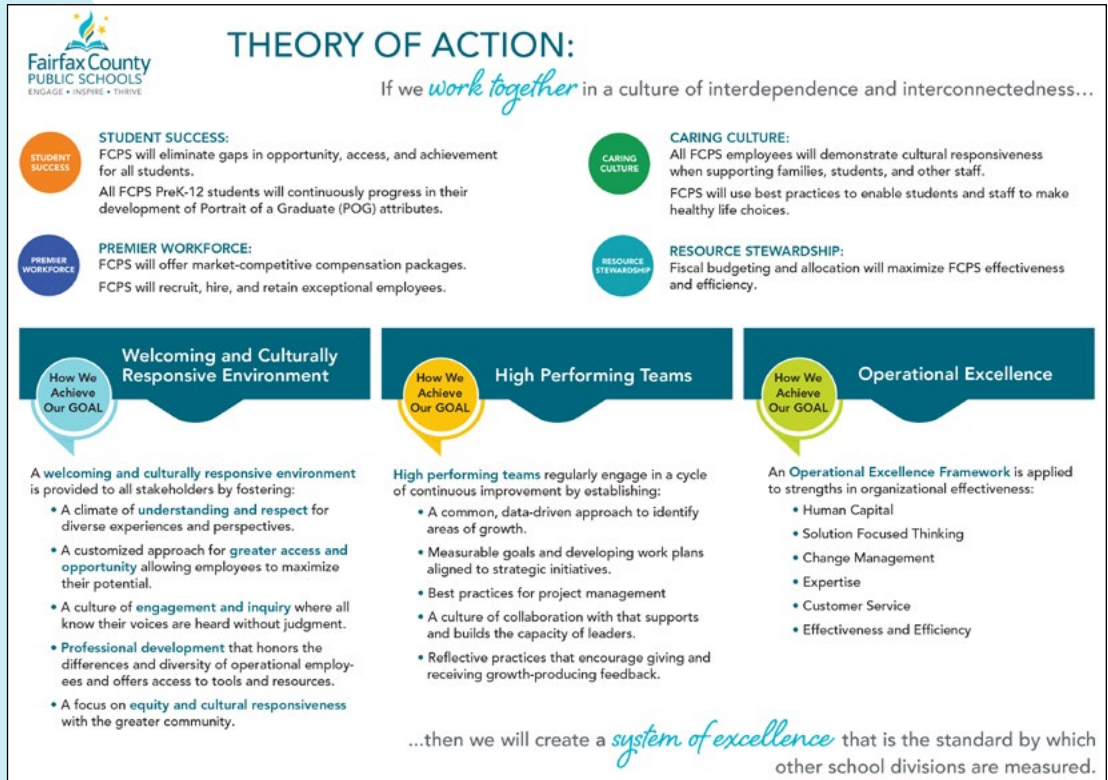 Fairfax County
PUBLIC SCHOOLS
ENGAGE • INSPIRE • THRIVE
THEORY OF ACTION:
If we work together in a culture of interdependence and interconnectedness...
STUDENT
SUCCESS
STUDENT SUCCESS:
FCPS will eliminate gaps in opportunity, access, and achievement
for all students.
All FCPS PreK-12 students will continuously progress in their
development of Portrait of a Graduate (POG) attributes.
PREMIER
WORKFORCE
PREMIER WORKFORCE:
FCPS will offer market-competitive compensation packages.
FCPS will recruit, hire, and retain exceptional employees.
CARING
CULTURE
CARING CULTURE:
All FCPS employees will demonstrate cultural responsiveness
when supporting families, students, and other staff.
FCPS will use best practices to enable students and staff to make
healthy life choices.
RESOURCE
STEWARDSHIP
RESOURCE STEWARDSHIP:
Fiscal budgeting and allocation will maximize FCPS effectiveness
and efficiency.
How We
Achieve
Our GOAL
Welcoming and Culturally
Responsive Environment
A welcoming and culturally responsive environment
is provided to all stakeholders by fostering:
• A climate of understanding and respect for
diverse experiences and perspectives.
• A customized approach for greater access and
opportunity allowing employees to maximize
their potential.
• A culture of engagement and inquiry where all
know their voices are heard without judgment.
• Professional development that honors the
differences and diversity of operational employ-
ees and offers access to tools and resources.
• A focus on equity and cultural responsiveness
with the greater community.
How We
Achieve
Our GOAL
High Performing Teams
High performing teams regularly engage in a cycle
of continuous improvement by establishing:
• A common, data-driven approach to identify
areas of growth.
• Measurable goals and developing work plans
aligned to strategic initiatives.
• Best practices for project management
• A culture of collaboration with that supports
and builds the capacity of leaders.
• Reflective practices that encourage giving and
receiving growth-producing feedback.
How We
Achieve
Our GOAL
Operational Excellence
An Operational Excellence Framework is applied
to strengths in organizational effectiveness:
• Human Capital
• Solution Focused Thinking
• Change Management
• Expertise
• Customer Service
• Effectiveness and Efficiency
...then we will create a system of excellence that is the standard by which
other school divisions are measured.